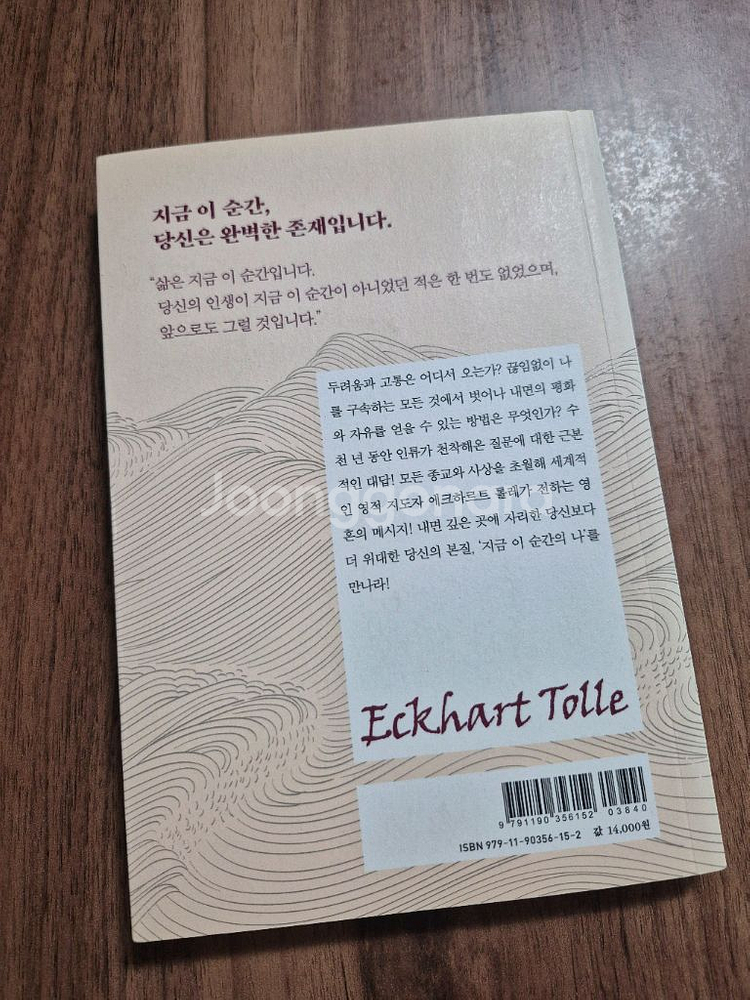 지금 이 순간,
당신은 완벽한 존재입니다.
“삶은 지금 이 순간입니다.
당신의 인생이 지금 이 순간이 아니었던 적은 한 번도 없었으며,
앞으로도 그럴 것입니다.”
두려움과 고통은 어디서 오는가? 끊임없이 나
를 구속하는 모든 것에서 벗어나 내면의 평화
와 자유를 얻을 수 있는 방법은 무엇인가? 수
천 년 동안 인류가 천착해온 질문에 대한 근본
적인 대답! 모든 종교와 사상을 초월해 세계적
인 영적 지도자 에크하르트 톨레가 전하는 영
혼의 메시지! 내면 깊은 곳에 자리한 당신보다
더 위대한 당신의 본질, ‘지금 이 순간의 나’를
만나라!
Eckhart Tolle
9 791190 356152 03840
ISBN 979-11-90356-15-2 값 14,000원